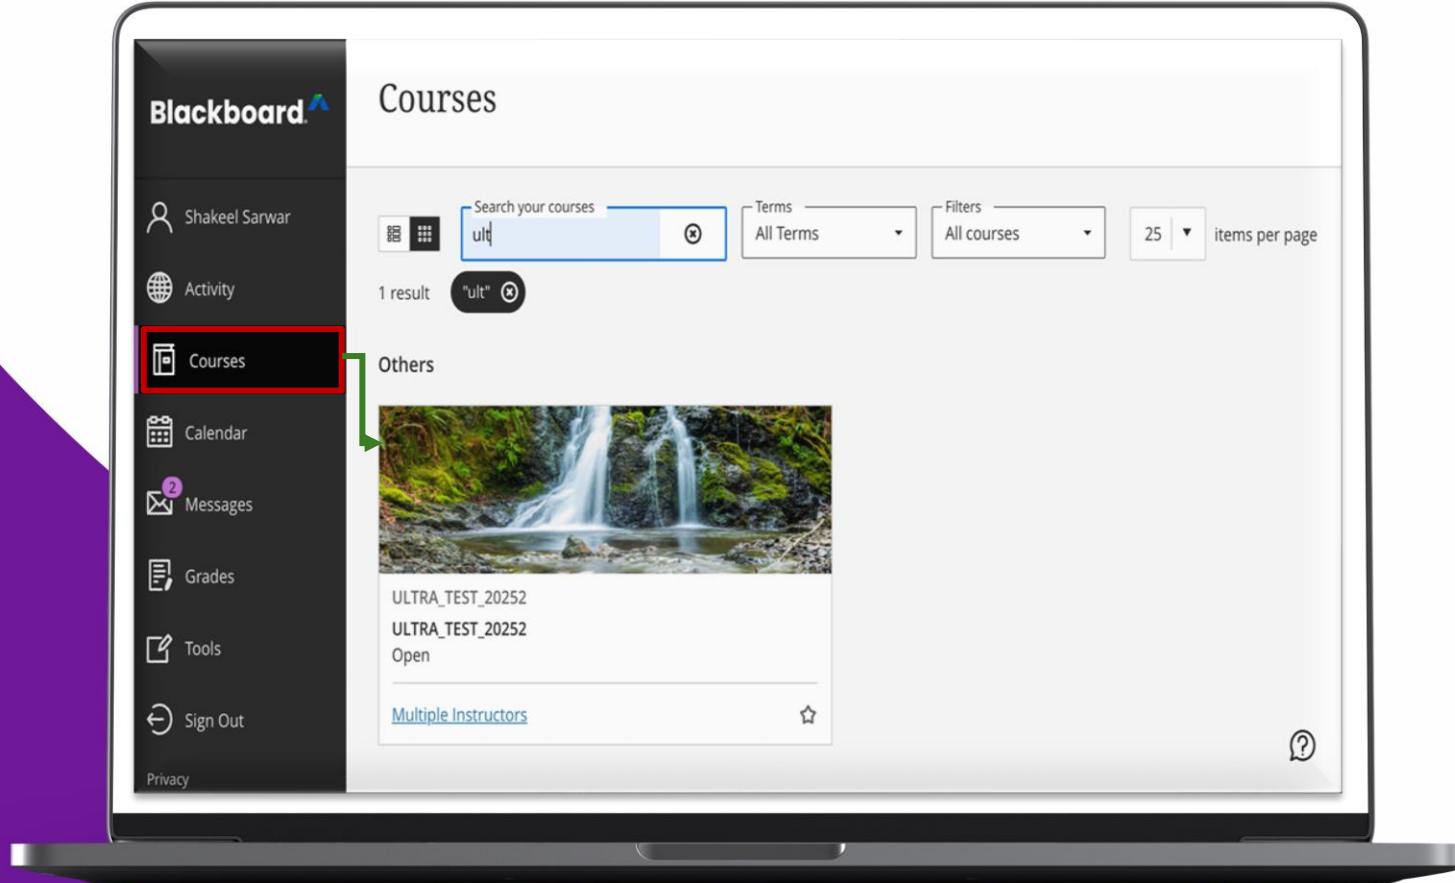 Blackboard
Shakeel Sarwar
Activity
Courses
Calendar
2
Messages
Grades
Tools
Sign Out
Privacy
Courses
Search your courses
ult
Terms
All Terms
Filters
All courses
25
items per page
1 result
"ult"
Others
ULTRA_TEST_20252
ULTRA_TEST_20252
Open
Multiple Instructors